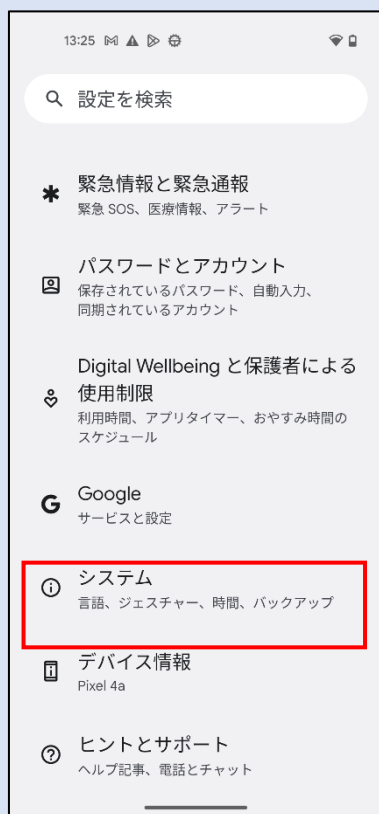 13:25
設定を検索
緊急情報と緊急通報
緊急 SOS、医療情報、アラート
パスワードとアカウント
保存されているパスワード、自動入力、
同期されているアカウント
Digital Wellbeing と保護者による
使用制限
利用時間、アプリタイマー、おやすみ時間の
スケジュール
Google
サービスと設定
システム
言語、ジェスチャー、時間、バックアップ
デバイス情報
Pixel 4a
ヒントとサポート
ヘルプ記事、電話とチャット